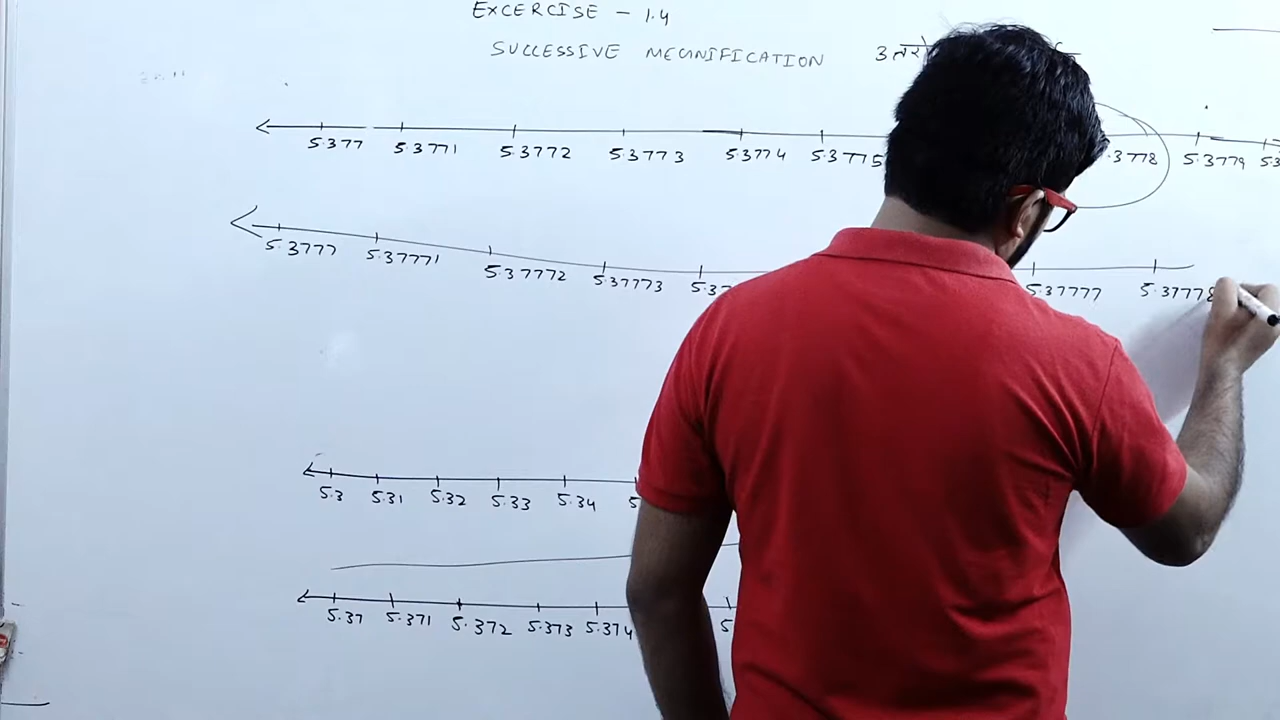 EXCERCISE - 1.4
SUCCESSIVE MEGNIFICATION
5.377 5.3771 5.3772 5.3773 5.3774 5.3775 .3778 5.3779
5.3777 5.37771 5.37772 5.37773 5.37777 5.37778
5.3 5.31 5.32 5.33 5.34
5.37 5.371 5.372 5.373 5.374